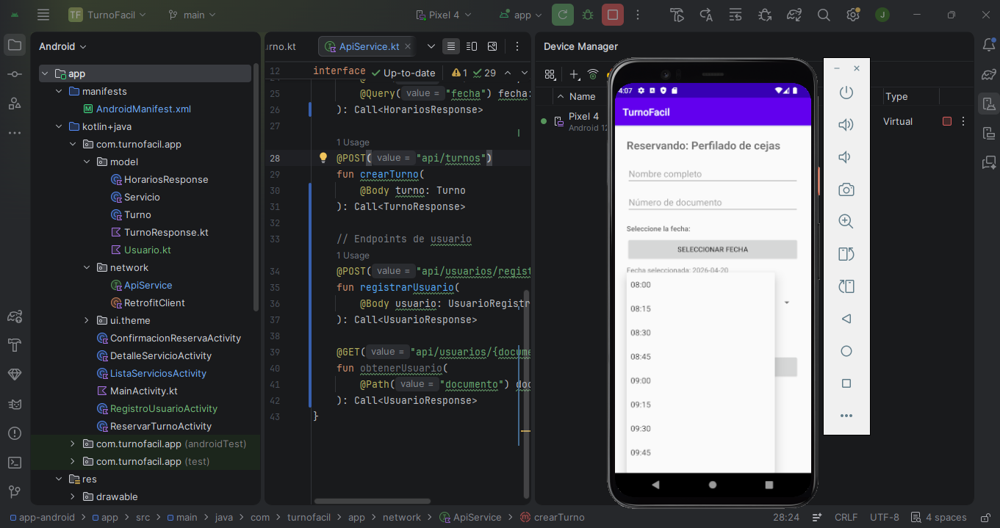 TF TurnoFacil main Pixel 4 app J
Android
app
manifests
AndroidManifest.xml
kotlin+java
com.turnofacil.app
model
HorariosResponse
Servicio
Turno
TurnoResponse.kt
Usuario.kt
network
ApiService
RetrofitClient
ui.theme
ConfirmacionReservaActivity
DetalleServicioActivity
ListaServiciosActivity
MainActivity.kt
RegistroUsuarioActivity
ReservarTurnoActivity
com.turnofacil.app (androidTest)
com.turnofacil.app (test)
res
drawable
urno.kt ApiService.kt
12 interface Up-to-date 1 29
25 @Query( value = "fecha") fecha:
26 ): Call<HorariosResponse>
27
1 Usage
28 @POST( value = "api/turnos")
29 fun crearTurno(
30 @Body turno: Turno
31 ): Call<TurnoResponse>
32
33 // Endpoints de usuario
1 Usage
34 @POST( value = "api/usuarios/regist
35 fun registrarUsuario(
36 @Body usuario: UsuarioRegistr
37 ): Call<UsuarioResponse>
38
39 @GET( value = "api/usuarios/{docume
40 fun obtenerUsuario(
41 @Path( value = "documento") doc
42 ): Call<UsuarioResponse>
43 }
Device Manager
Name Type
Pixel 4 Virtual
Android 12
4:07
TurnoFacil
Reservando: Perfilado de cejas
Nombre completo
Número de documento
Seleccione la fecha:
SELECCIONAR FECHA
Fecha seleccionada: 2026-04-20
08:00
08:15
08:30
08:45
09:00
09:15
09:30
09:45
app-android > app > src > main > java > com > turnofacil > app > network > ApiService > crearTurno 28:24 CRLF UTF-8 4 spaces